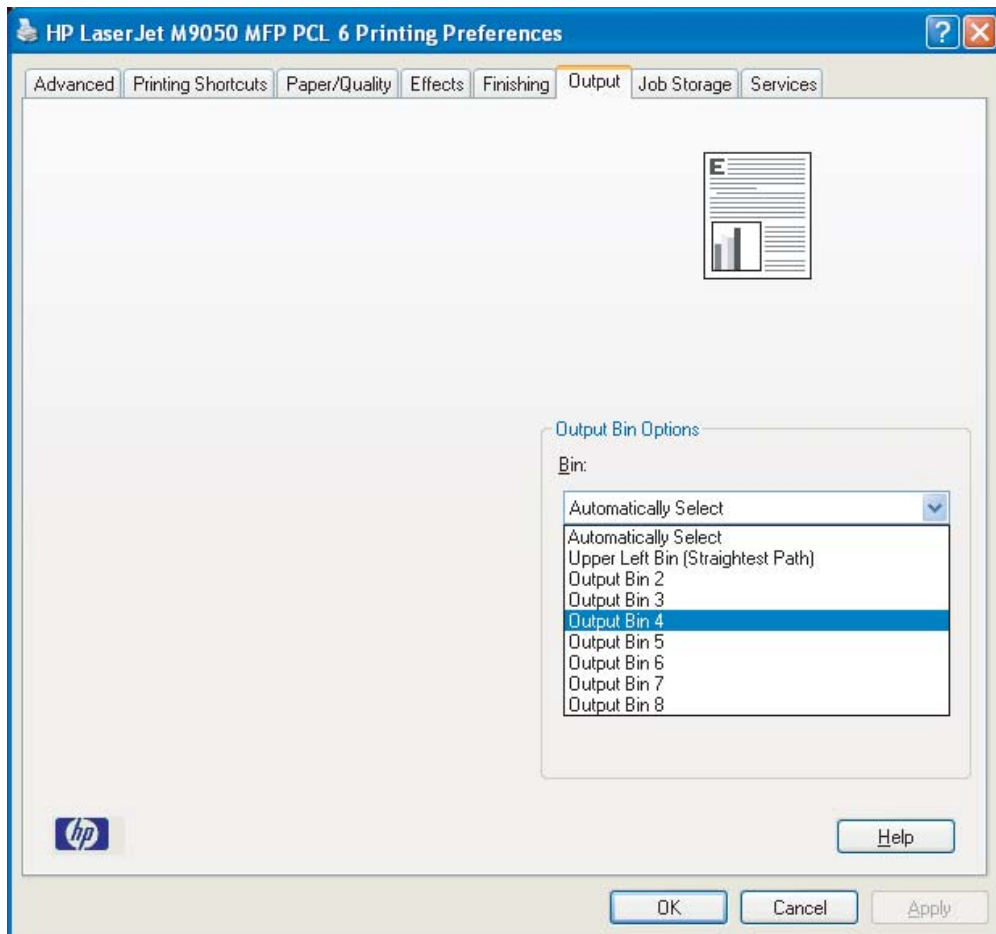 HP LaserJet M9050 MFP PCL 6 Printing Preferences
Advanced Printing Shortcuts Paper/Quality Effects Finishing Output Job Storage Services
E
Output Bin Options
Bin:
Automatically Select
Automatically Select
Upper Left Bin (Straightest Path)
Output Bin 2
Output Bin 3
Output Bin 4
Output Bin 5
Output Bin 6
Output Bin 7
Output Bin 8
hp
Help
OK Cancel Apply